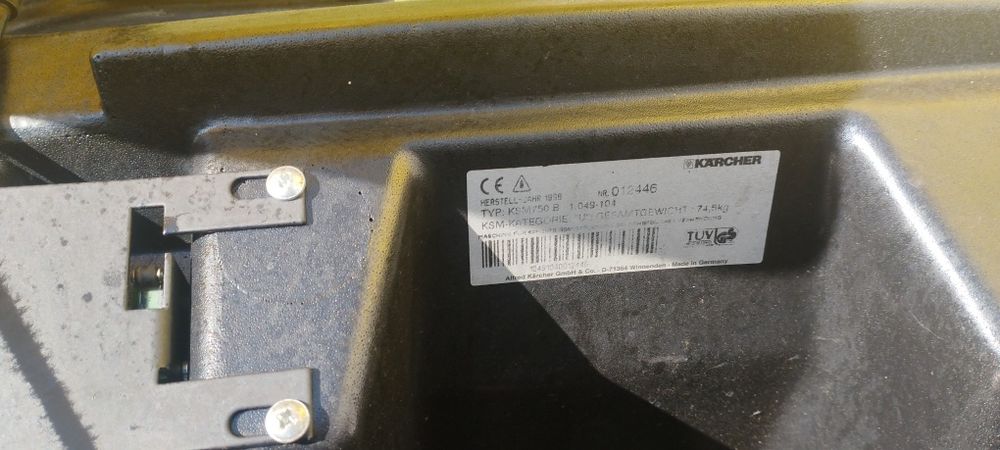 KÄRCHER
CE
HERSTELL-JAHR 1998 NR. 012446
TYP: KSM 750 B 1.049-104
KSM-KATEGORIE GESAMTGEWICHT - 74,5kg
TÜV GS
Alfred Kärcher GmbH & Co. - D-71364 Winnenden - Made in Germany